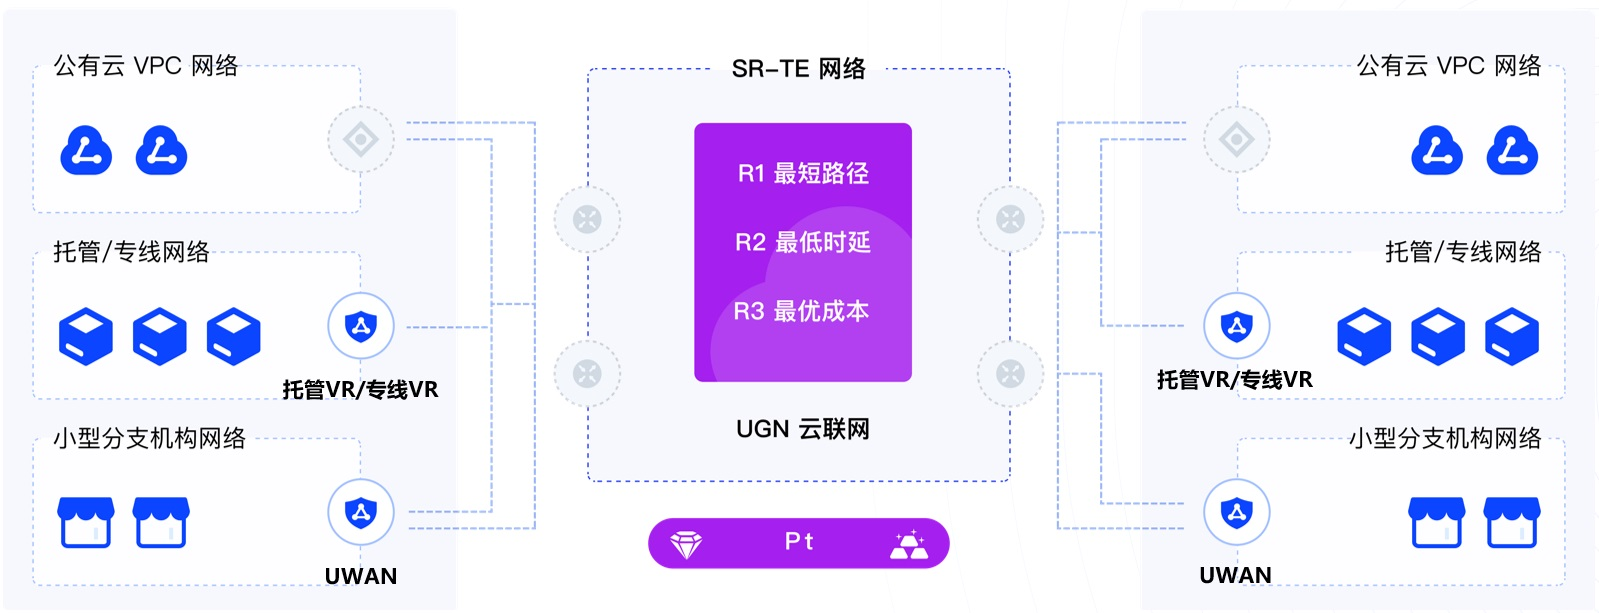 公有云 VPC 网络
托管/专线网络
托管VR/专线VR
小型分支机构网络
UWAN
SR-TE 网络
R1 最短路径
R2 最低时延
R3 最优成本
UGN 云联网
Pt
公有云 VPC 网络
托管/专线网络
托管VR/专线VR
小型分支机构网络
UWAN